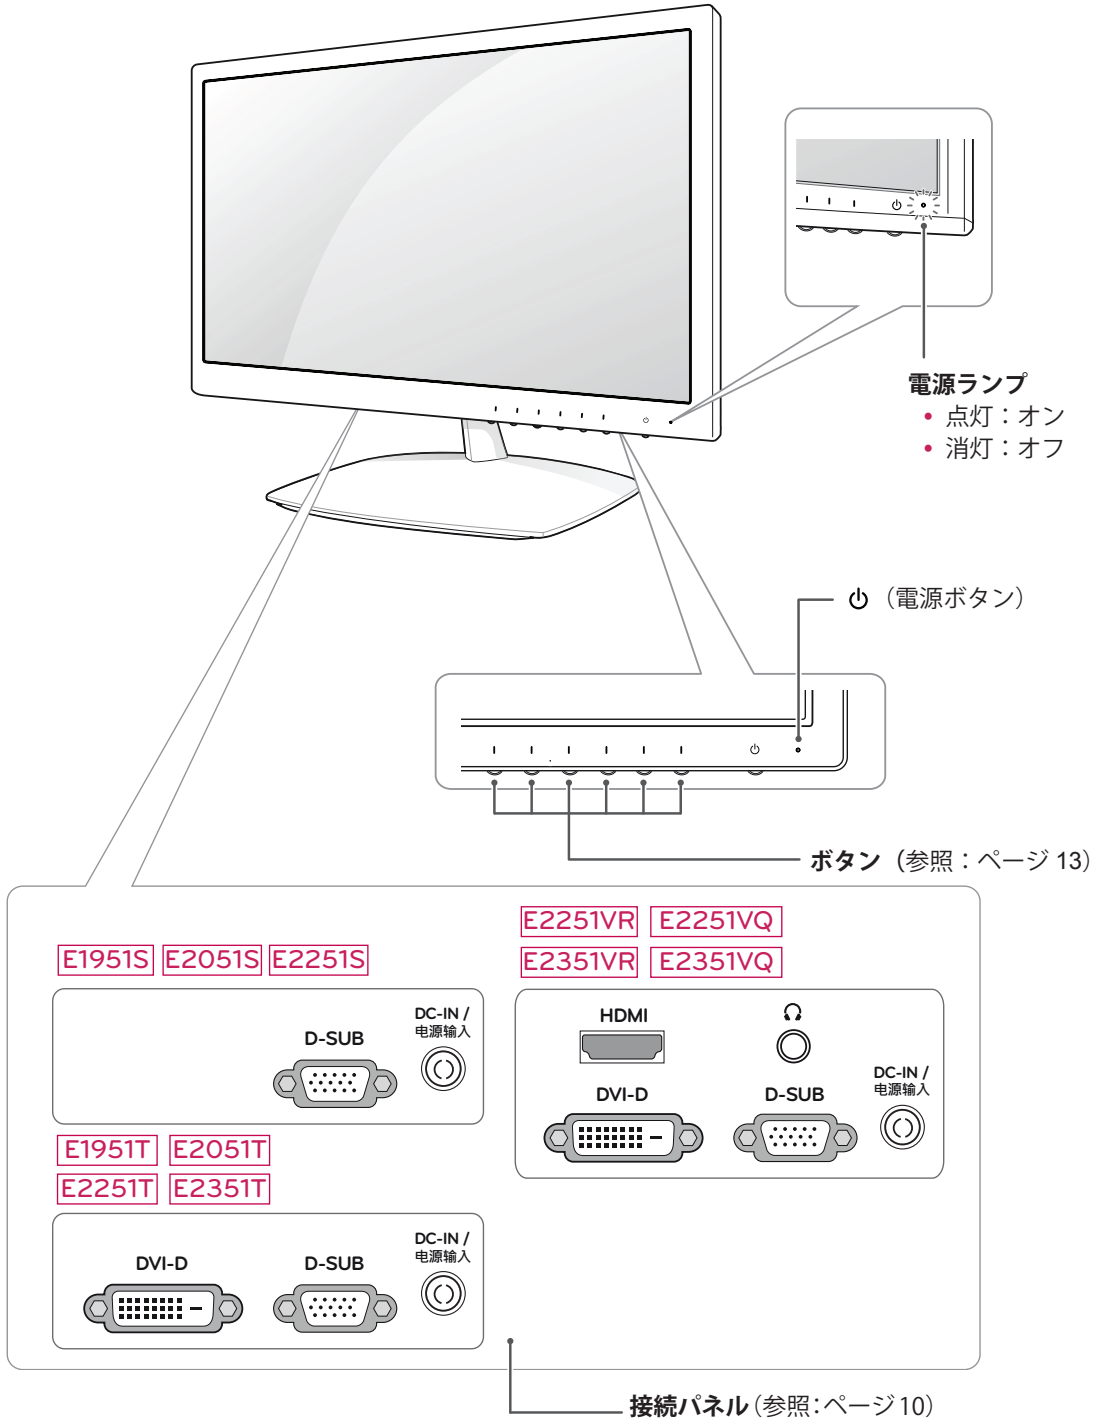 電源ランプ
• 点灯：オン
• 消灯：オフ
（電源ボタン）
ボタン（参照：ページ 13）
E1951S E2051S E2251S
DC-IN /
电源输入
D-SUB
E1951T E2051T
E2251T E2351T
DC-IN /
电源输入
DVI-D D-SUB
E2251VR E2251VQ
E2351VR E2351VQ
HDMI
DC-IN /
电源输入
DVI-D D-SUB
接続パネル（参照：ページ10）